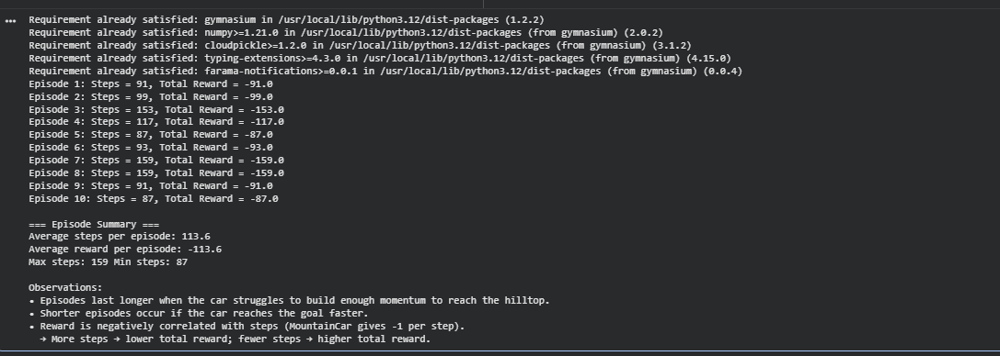 Requirement already satisfied: gymnasium in /usr/local/lib/python3.12/dist-packages (1.2.2)
Requirement already satisfied: numpy>=1.21.0 in /usr/local/lib/python3.12/dist-packages (from gymnasium) (2.0.2)
Requirement already satisfied: cloudpickle>=1.2.0 in /usr/local/lib/python3.12/dist-packages (from gymnasium) (3.1.2)
Requirement already satisfied: typing-extensions>=4.3.0 in /usr/local/lib/python3.12/dist-packages (from gymnasium) (4.15.0)
Requirement already satisfied: farama-notifications>=0.0.1 in /usr/local/lib/python3.12/dist-packages (from gymnasium) (0.0.4)
Episode 1: Steps = 91, Total Reward = -91.0
Episode 2: Steps = 99, Total Reward = -99.0
Episode 3: Steps = 153, Total Reward = -153.0
Episode 4: Steps = 117, Total Reward = -117.0
Episode 5: Steps = 87, Total Reward = -87.0
Episode 6: Steps = 93, Total Reward = -93.0
Episode 7: Steps = 159, Total Reward = -159.0
Episode 8: Steps = 159, Total Reward = -159.0
Episode 9: Steps = 91, Total Reward = -91.0
Episode 10: Steps = 87, Total Reward = -87.0
=== Episode Summary ===
Average steps per episode: 113.6
Average reward per episode: -113.6
Max steps: 159 Min steps: 87
Observations:
• Episodes last longer when the car struggles to build enough momentum to reach the hilltop.
• Shorter episodes occur if the car reaches the goal faster.
• Reward is negatively correlated with steps (MountainCar gives -1 per step).
→ More steps → lower total reward; fewer steps → higher total reward.